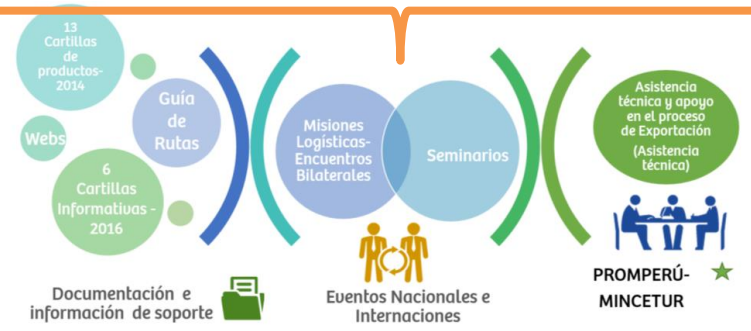 13
Cartillas
de
productos-
2014
Webs
Guía
de
Rutas
6
Cartillas
Informativas -
2016
Documentación e
información de soporte
Misiones
Logísticas-
Encuentros
Bilaterales
Seminarios
Eventos Nacionales e
Internaciones
Asistencia
técnica y apoyo
en el proceso
de Exportación
(Asistencia
técnica)
PROMPERÚ-
MINCETUR